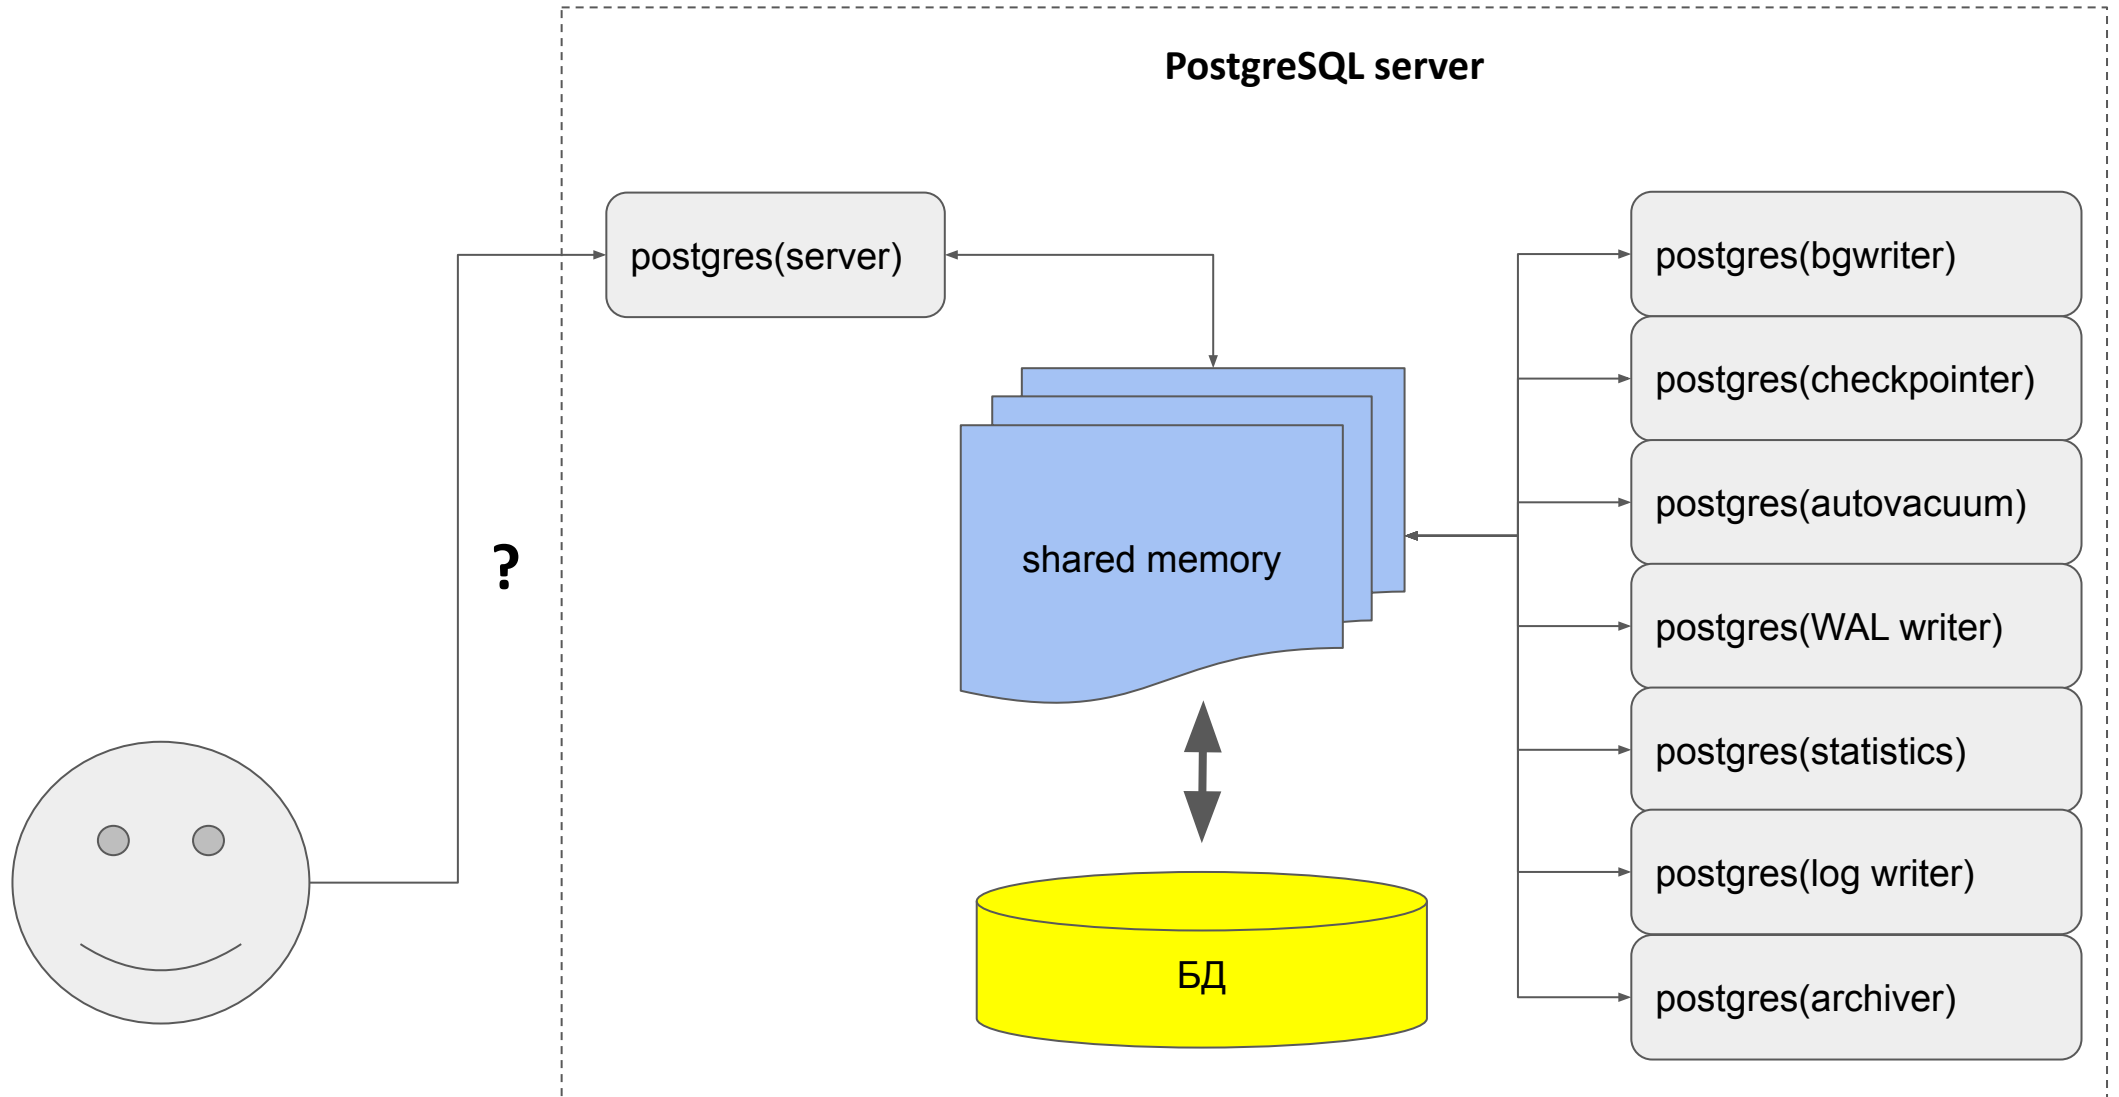 PostgreSQL server
postgres(server)
postgres(bgwriter)
postgres(checkpointer)
postgres(autovacuum)
?
shared memory
postgres(WAL writer)
postgres(statistics)
postgres(log writer)
БД
postgres(archiver)